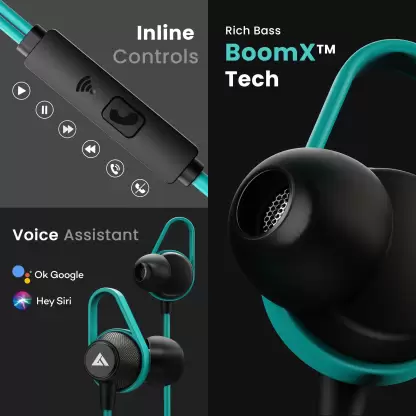 Inline
Controls
Rich Bass
BoomX™
Tech
Voice Assistant
Ok Google
Hey Siri